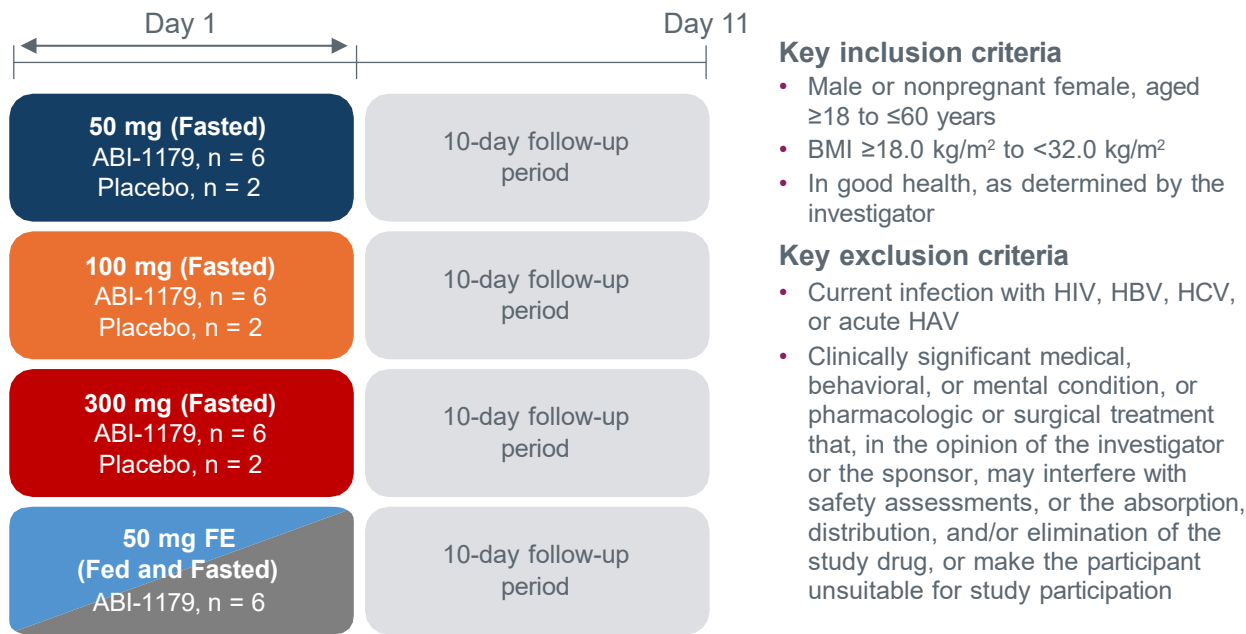 Day 1
Day 11
50 mg (Fasted)
ABI-1179, n = 6
Placebo, n = 2
10-day follow-up
period
100 mg (Fasted)
ABI-1179, n = 6
Placebo, n = 2
10-day follow-up
period
300 mg (Fasted)
ABI-1179, n = 6
Placebo, n = 2
10-day follow-up
period
50 mg FE
(Fed and Fasted)
ABI-1179, n = 6
10-day follow-up
period
Key inclusion criteria
• Male or nonpregnant female, aged
≥18 to ≤60 years
• BMI ≥18.0 kg/m² to <32.0 kg/m²
• In good health, as determined by the
investigator
Key exclusion criteria
• Current infection with HIV, HBV, HCV,
or acute HAV
• Clinically significant medical,
behavioral, or mental condition, or
pharmacologic or surgical treatment
that, in the opinion of the investigator
or the sponsor, may interfere with
safety assessments, or the absorption,
distribution, and/or elimination of the
study drug, or make the participant
unsuitable for study participation